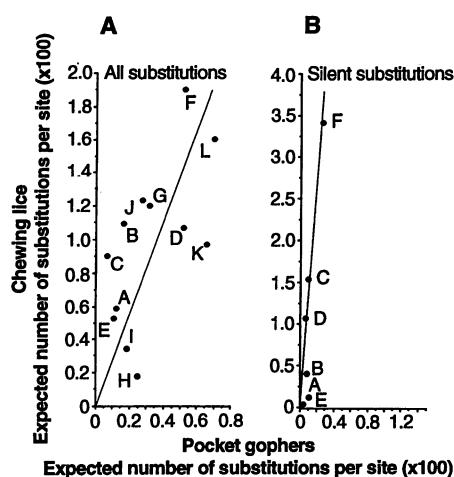 A
B
All substitutions
Silent substitutions
Chewing lice
Expected number of substitutions per site (x100)
2.0
1.8
1.6
1.4
1.2
1.0
0.8
0.6
0.4
0.2
0
F
L
J
G
B
D
K
C
A
E
I
H
0
0.2
0.4
0.6
0.8
4.0
3.5
3.0
2.5
2.0
1.5
1.0
0.5
0
F
C
D
B
A
E
0
0.4
0.8
1.2
Pocket gophers
Expected number of substitutions per site (x100)